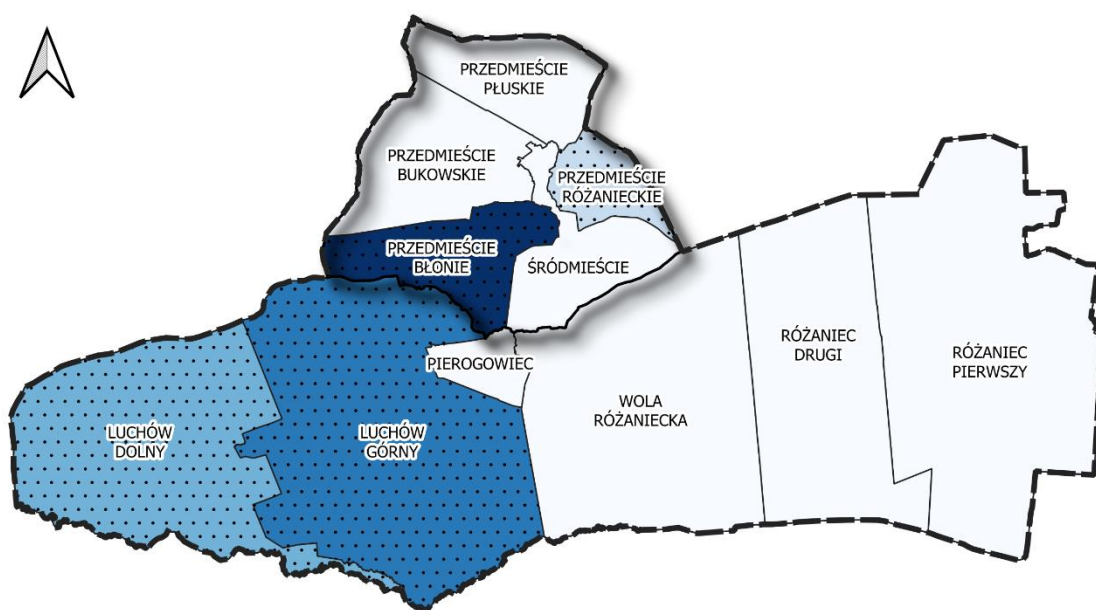 PRZEDMIEŚCIE
PŁUSKIE
PRZEDMIEŚCIE
BUKOWSKIE
PRZEDMIEŚCIE
RÓŻANIECKIE
PRZEDMIEŚCIE
BŁONIE
ŚRÓDMIEŚCIE
PIEROGOWIEC
RÓŻANIEC
DRUGI
RÓŻANIEC
PIERWSZY
WOLA
RÓŻANIECKA
LUCHÓW
DOLNY
LUCHÓW
GÓRNY